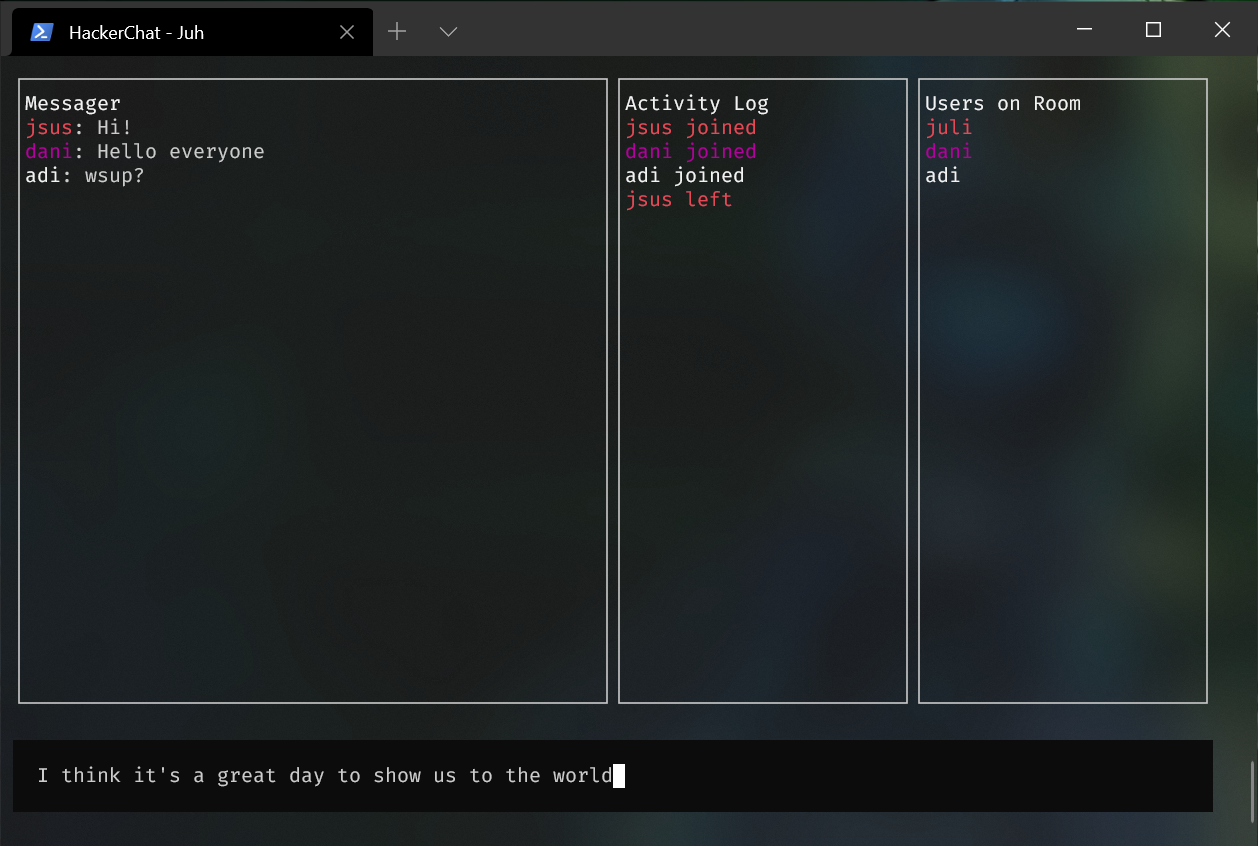 HackerChat - Juh
Messager
jsus: Hi!
dani: Hello everyone
adi: wsup?
Activity Log
jsus joined
dani joined
adi joined
jsus left
Users on Room
juli
dani
adi
I think it's a great day to show us to the world